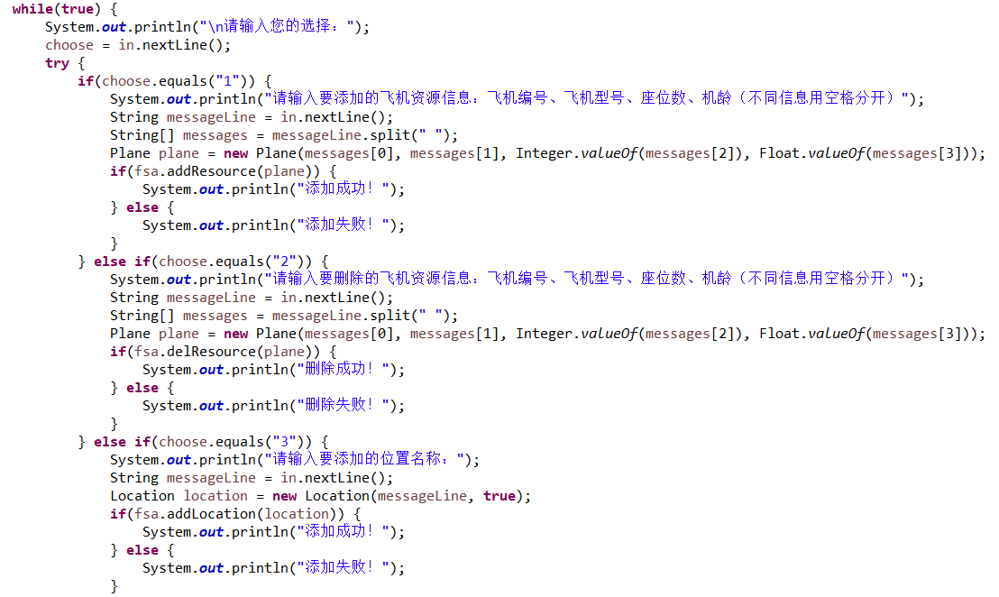 while(true) {
    System.out.println("\n请输入您的选择：");
    choose = in.nextLine();
    try {
        if(choose.equals("1")) {
            System.out.println("请输入要添加的飞机资源信息：飞机编号、飞机型号、座位数、机龄（不同信息用空格分开）");
            String messageLine = in.nextLine();
            String[] messages = messageLine.split(" ");
            Plane plane = new Plane(messages[0], messages[1], Integer.valueOf(messages[2]), Float.valueOf(messages[3]));
            if(fsa.addResource(plane)) {
                System.out.println("添加成功！");
            } else {
                System.out.println("添加失败！");
            }
        } else if(choose.equals("2")) {
            System.out.println("请输入要删除的飞机资源信息：飞机编号、飞机型号、座位数、机龄（不同信息用空格分开）");
            String messageLine = in.nextLine();
            String[] messages = messageLine.split(" ");
            Plane plane = new Plane(messages[0], messages[1], Integer.valueOf(messages[2]), Float.valueOf(messages[3]));
            if(fsa.delResource(plane)) {
                System.out.println("删除成功！");
            } else {
                System.out.println("删除失败！");
            }
        } else if(choose.equals("3")) {
            System.out.println("请输入要添加的位置名称：");
            String messageLine = in.nextLine();
            Location location = new Location(messageLine, true);
            if(fsa.addLocation(location)) {
                System.out.println("添加成功！");
            } else {
                System.out.println("添加失败！");
            }